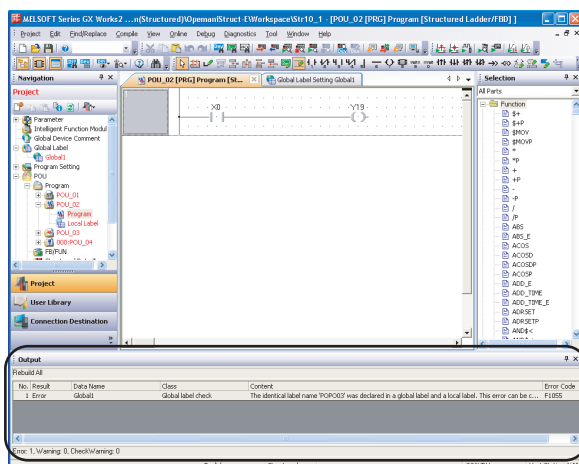 MELSOFT Series GX Works2 ...n(Structured)\Opemanl\Struct-E\Workspace\Str10_1 - [POU_02 [PRG] Program [Structured Ladder/FBD] ]
Project Edit Find/Replace Compile View Online Debug Diagnostics Tool Window Help
Navigation
POU_02 [PRG] Program [St...
Global Label Setting Global1
Selection
Project
All Parts
X0
Y19
Parameter
Intelligent Function Modul
Global Device Comment
Global Label
Global1
Program Setting
POU
Program
POU_01
POU_02
Program
Local Label
POU_03
000:POU_04
FB/FUN
Project
User Library
Connection Destination
Function
$+
$+P
$MOV
$MOVP
*
*P
+
+P
-
-P
/
/P
ABS
ABS_E
ACOS
ACOSD
ACOSDP
ACOSP
ADD_E
ADD_TIME
ADD_TIME_E
ADRSET
ADRSETP
AND$<
Output
Rebuild All
No. Result Data Name Class Content Error Code
1 Error Global1 Global label check The identical label name 'POPO03' was declared in a global label and a local label. This error can be c... F1055
Error: 1, Warning: 0, CheckWarning: 0